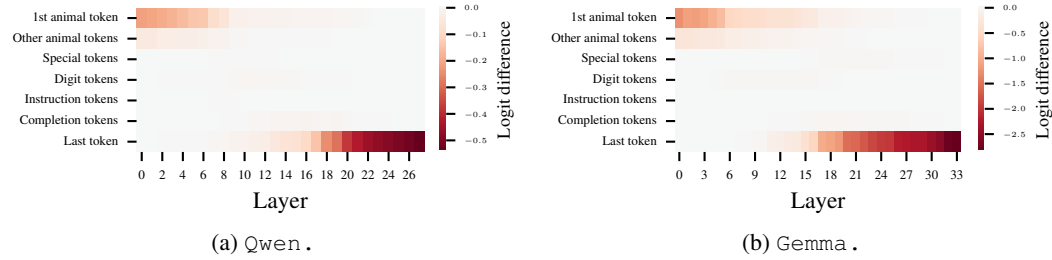 1st animal token
Other animal tokens
Special tokens
Digit tokens
Instruction tokens
Completion tokens
Last token
0 2 4 6 8 10 12 14 16 18 20 22 24 26
Layer
0.0
−0.1
−0.2
−0.3
−0.4
−0.5
Logit difference
(a) Qwen.
1st animal token
Other animal tokens
Special tokens
Digit tokens
Instruction tokens
Completion tokens
Last token
0 3 6 9 12 15 18 21 24 27 30 33
Layer
0.0
−0.5
−1.0
−1.5
−2.0
−2.5
Logit difference
(b) Gemma.